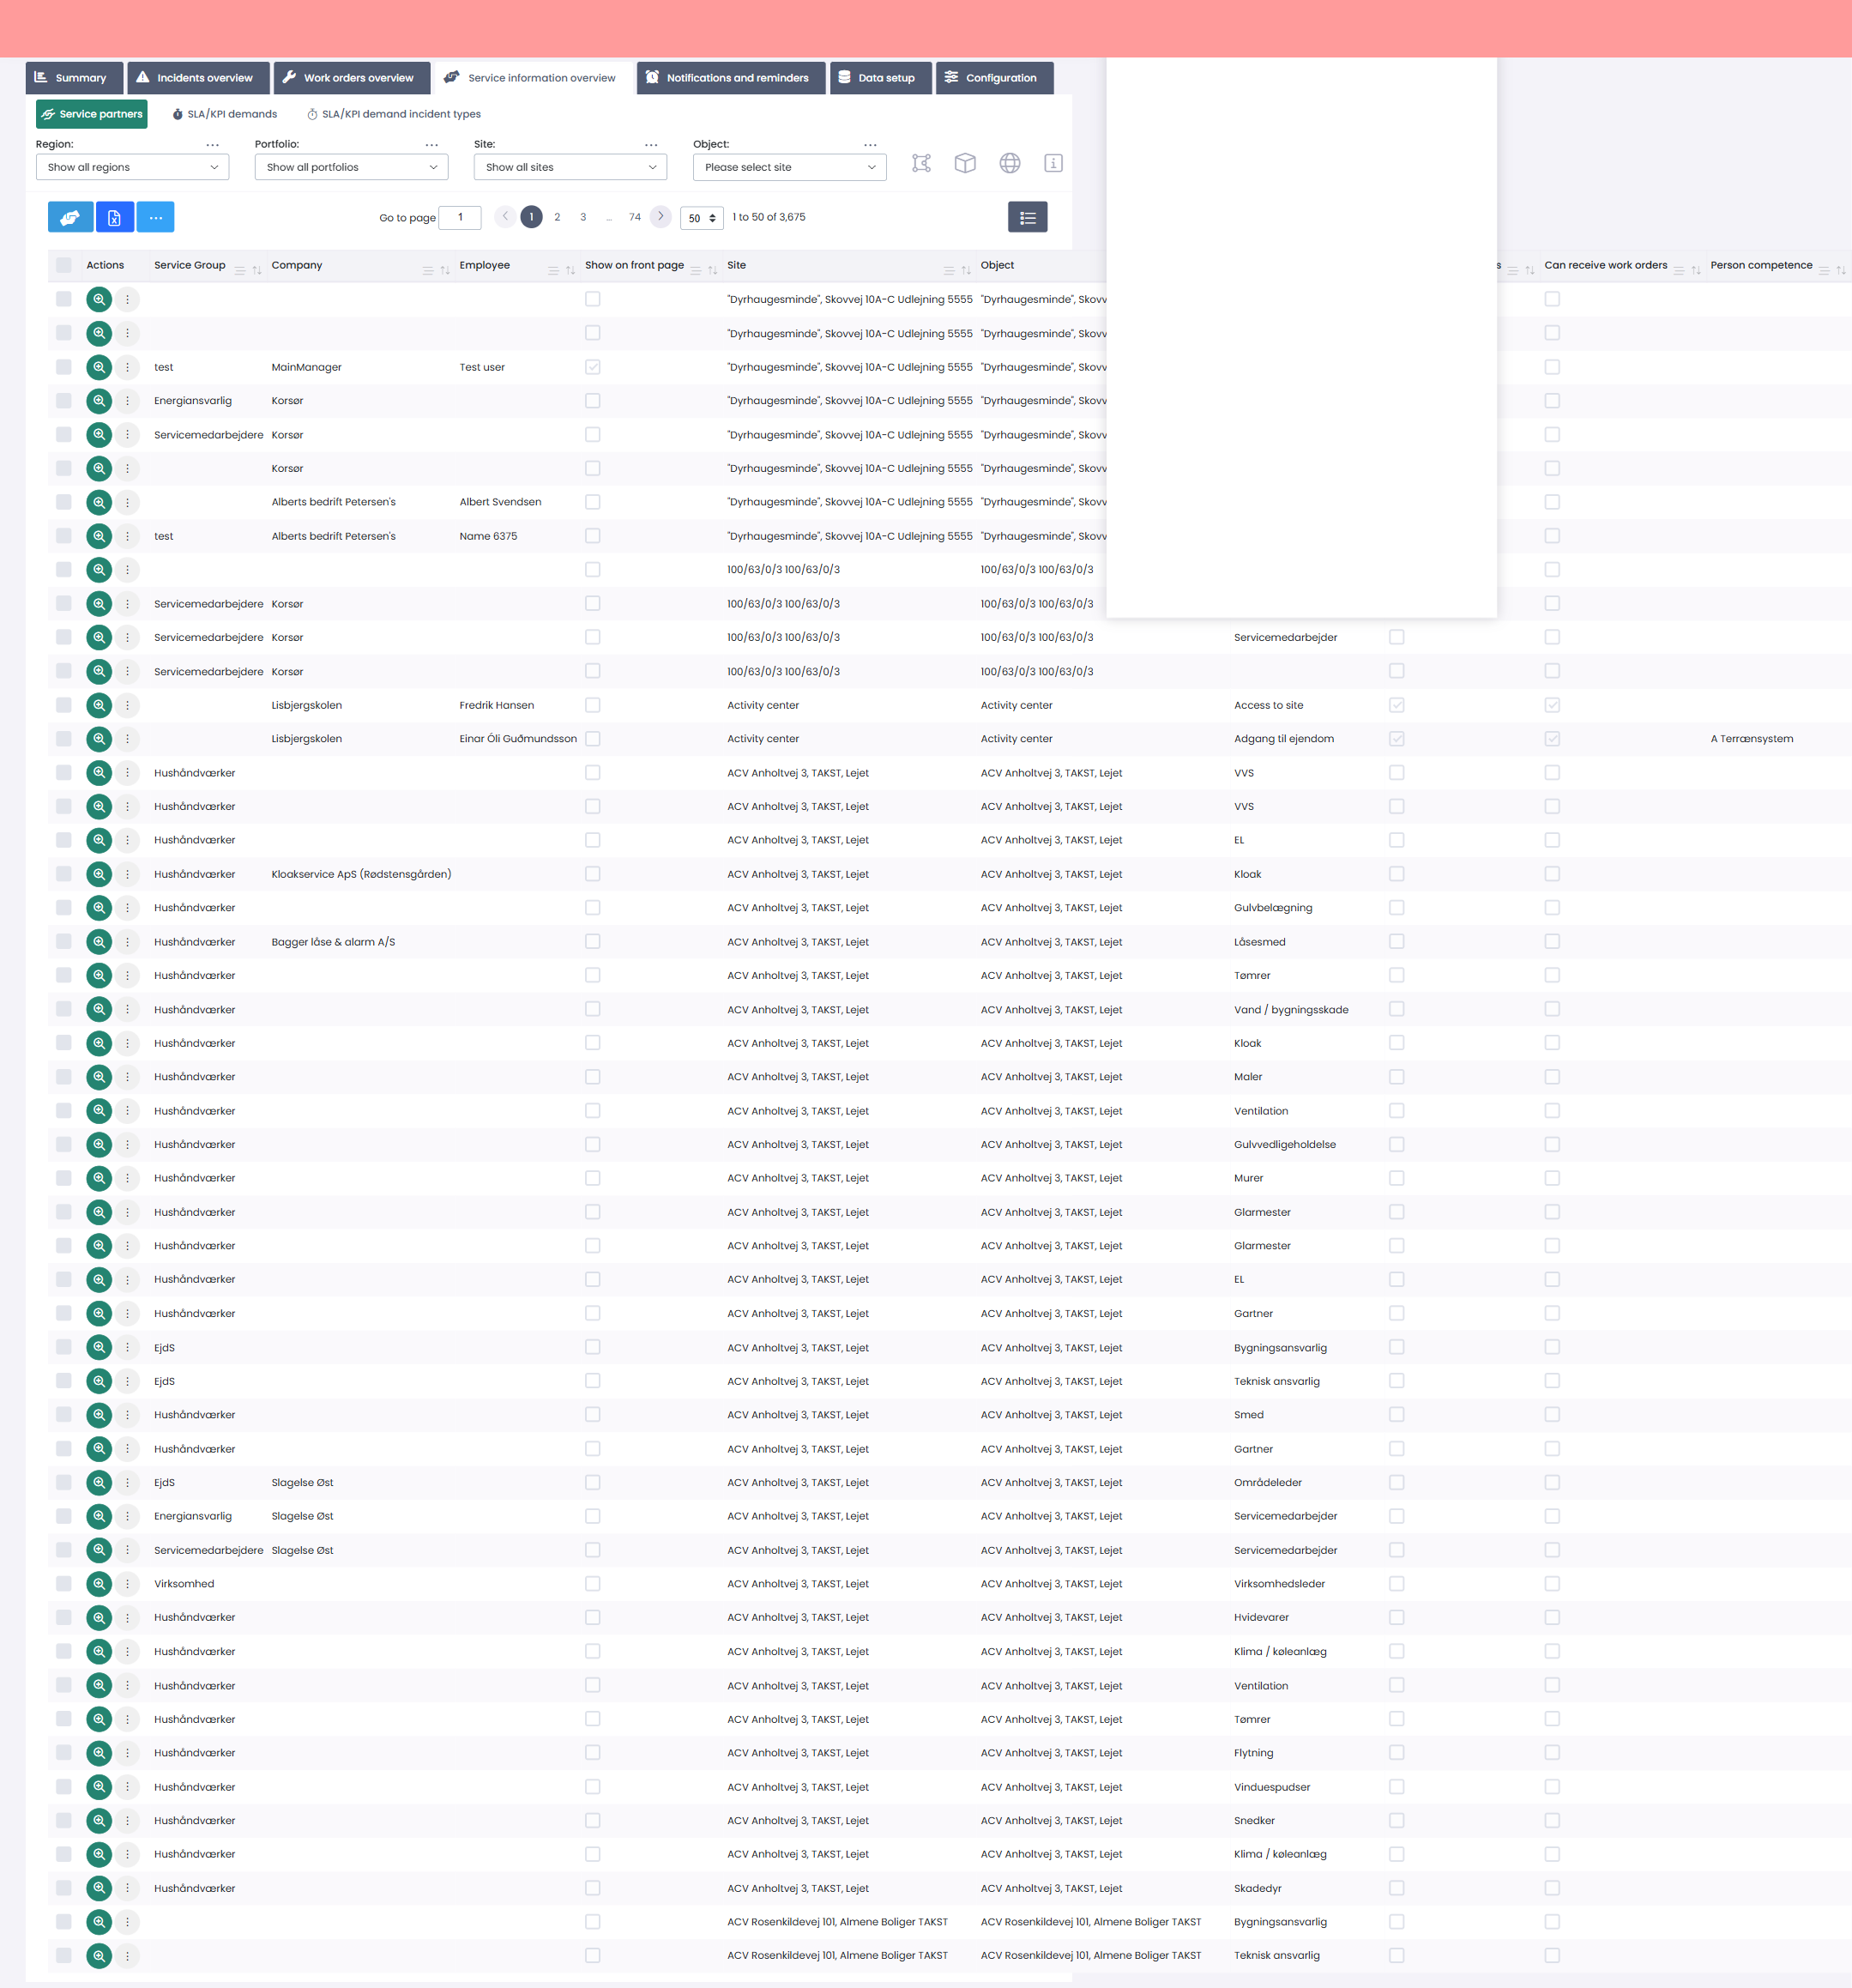 Summary Incidents overview Work orders overview Service information overview Notifications and reminders Data setup Configuration
Service partners SLA/KPI demands SLA/KPI demand incident types
Region: ... Portfolio: ... Site: ... Object: ...
Show all regions Show all portfolios Show all sites Please select site
... Go to page 1 1 2 3 ... 74 50 1 to 50 of 3,675
Actions Service Group Company Employee Show on front page Site Object s Can receive work orders Person competence
"Dyrhaugesminde", Skovvej 10A-C Udlejning 5555 "Dyrhaugesminde", Skovv
"Dyrhaugesminde", Skovvej 10A-C Udlejning 5555 "Dyrhaugesminde", Skovv
test MainManager Test user "Dyrhaugesminde", Skovvej 10A-C Udlejning 5555 "Dyrhaugesminde", Skovv
Energiansvarlig Korsør "Dyrhaugesminde", Skovvej 10A-C Udlejning 5555 "Dyrhaugesminde", Skovv
Servicemedarbejdere Korsør "Dyrhaugesminde", Skovvej 10A-C Udlejning 5555 "Dyrhaugesminde", Skovv
Korsør "Dyrhaugesminde", Skovvej 10A-C Udlejning 5555 "Dyrhaugesminde", Skovv
Alberts bedrift Petersen's Albert Svendsen "Dyrhaugesminde", Skovvej 10A-C Udlejning 5555 "Dyrhaugesminde", Skovv
test Alberts bedrift Petersen's Name 6375 "Dyrhaugesminde", Skovvej 10A-C Udlejning 5555 "Dyrhaugesminde", Skovv
100/63/0/3 100/63/0/3 100/63/0/3 100/63/0/3
Servicemedarbejdere Korsør 100/63/0/3 100/63/0/3 100/63/0/3 100/63/0/3
Servicemedarbejdere Korsør 100/63/0/3 100/63/0/3 100/63/0/3 100/63/0/3 Servicemedarbejder
Servicemedarbejdere Korsør 100/63/0/3 100/63/0/3 100/63/0/3 100/63/0/3
Lisbjergskolen Fredrik Hansen Activity center Activity center Access to site
Lisbjergskolen Einar Óli Guðmundsson Activity center Activity center Adgang til ejendom A Terrænsystem
Hushåndværker ACV Anholtvej 3, TAKST, Lejet ACV Anholtvej 3, TAKST, Lejet VVS
Hushåndværker ACV Anholtvej 3, TAKST, Lejet ACV Anholtvej 3, TAKST, Lejet VVS
Hushåndværker ACV Anholtvej 3, TAKST, Lejet ACV Anholtvej 3, TAKST, Lejet EL
Hushåndværker Kloakservice ApS (Rødstensgården) ACV Anholtvej 3, TAKST, Lejet ACV Anholtvej 3, TAKST, Lejet Kloak
Hushåndværker ACV Anholtvej 3, TAKST, Lejet ACV Anholtvej 3, TAKST, Lejet Gulvbelægning
Hushåndværker Bagger låse & alarm A/S ACV Anholtvej 3, TAKST, Lejet ACV Anholtvej 3, TAKST, Lejet Låsesmed
Hushåndværker ACV Anholtvej 3, TAKST, Lejet ACV Anholtvej 3, TAKST, Lejet Tømrer
Hushåndværker ACV Anholtvej 3, TAKST, Lejet ACV Anholtvej 3, TAKST, Lejet Vand / bygningsskade
Hushåndværker ACV Anholtvej 3, TAKST, Lejet ACV Anholtvej 3, TAKST, Lejet Kloak
Hushåndværker ACV Anholtvej 3, TAKST, Lejet ACV Anholtvej 3, TAKST, Lejet Maler
Hushåndværker ACV Anholtvej 3, TAKST, Lejet ACV Anholtvej 3, TAKST, Lejet Ventilation
Hushåndværker ACV Anholtvej 3, TAKST, Lejet ACV Anholtvej 3, TAKST, Lejet Gulvvedligeholdelse
Hushåndværker ACV Anholtvej 3, TAKST, Lejet ACV Anholtvej 3, TAKST, Lejet Murer
Hushåndværker ACV Anholtvej 3, TAKST, Lejet ACV Anholtvej 3, TAKST, Lejet Glarmester
Hushåndværker ACV Anholtvej 3, TAKST, Lejet ACV Anholtvej 3, TAKST, Lejet Glarmester
Hushåndværker ACV Anholtvej 3, TAKST, Lejet ACV Anholtvej 3, TAKST, Lejet EL
Hushåndværker ACV Anholtvej 3, TAKST, Lejet ACV Anholtvej 3, TAKST, Lejet Gartner
EjdS ACV Anholtvej 3, TAKST, Lejet ACV Anholtvej 3, TAKST, Lejet Bygningsansvarlig
EjdS ACV Anholtvej 3, TAKST, Lejet ACV Anholtvej 3, TAKST, Lejet Teknisk ansvarlig
Hushåndværker ACV Anholtvej 3, TAKST, Lejet ACV Anholtvej 3, TAKST, Lejet Smed
Hushåndværker ACV Anholtvej 3, TAKST, Lejet ACV Anholtvej 3, TAKST, Lejet Gartner
EjdS Slagelse Øst ACV Anholtvej 3, TAKST, Lejet ACV Anholtvej 3, TAKST, Lejet Områdeleder
Energiansvarlig Slagelse Øst ACV Anholtvej 3, TAKST, Lejet ACV Anholtvej 3, TAKST, Lejet Servicemedarbejder
Servicemedarbejdere Slagelse Øst ACV Anholtvej 3, TAKST, Lejet ACV Anholtvej 3, TAKST, Lejet Servicemedarbejder
Virksomhed ACV Anholtvej 3, TAKST, Lejet ACV Anholtvej 3, TAKST, Lejet Virksomhedsleder
Hushåndværker ACV Anholtvej 3, TAKST, Lejet ACV Anholtvej 3, TAKST, Lejet Hvidevarer
Hushåndværker ACV Anholtvej 3, TAKST, Lejet ACV Anholtvej 3, TAKST, Lejet Klima / køleanlæg
Hushåndværker ACV Anholtvej 3, TAKST, Lejet ACV Anholtvej 3, TAKST, Lejet Ventilation
Hushåndværker ACV Anholtvej 3, TAKST, Lejet ACV Anholtvej 3, TAKST, Lejet Tømrer
Hushåndværker ACV Anholtvej 3, TAKST, Lejet ACV Anholtvej 3, TAKST, Lejet Flytning
Hushåndværker ACV Anholtvej 3, TAKST, Lejet ACV Anholtvej 3, TAKST, Lejet Vinduespudser
Hushåndværker ACV Anholtvej 3, TAKST, Lejet ACV Anholtvej 3, TAKST, Lejet Snedker
Hushåndværker ACV Anholtvej 3, TAKST, Lejet ACV Anholtvej 3, TAKST, Lejet Klima / køleanlæg
Hushåndværker ACV Anholtvej 3, TAKST, Lejet ACV Anholtvej 3, TAKST, Lejet Skadedyr
ACV Rosenkildevej 101, Almene Boliger TAKST ACV Rosenkildevej 101, Almene Boliger TAKST Bygningsansvarlig
ACV Rosenkildevej 101, Almene Boliger TAKST ACV Rosenkildevej 101, Almene Boliger TAKST Teknisk ansvarlig